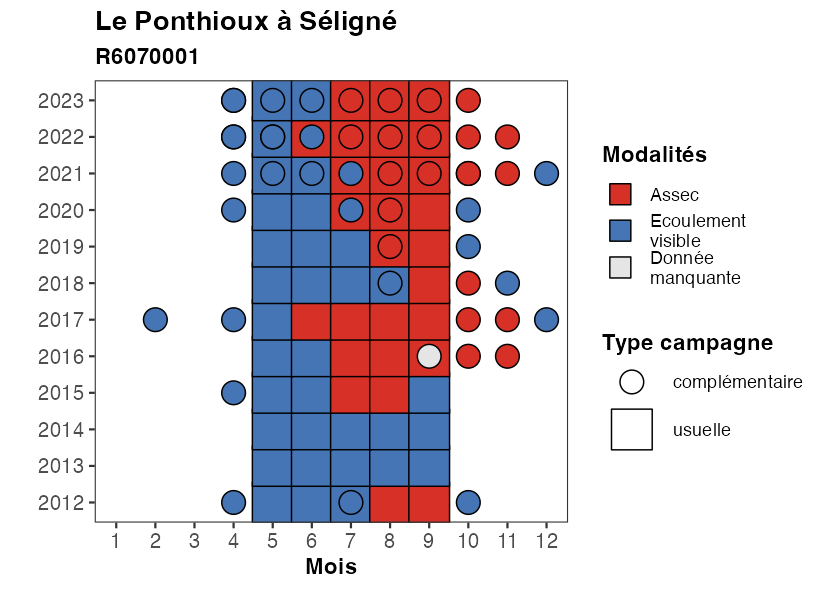 Le Ponthioux à Séligné
R6070001
2023
2022
2021
2020
2019
2018
2017
2016
2015
2014
2013
2012
1 2 3 4 5 6 7 8 9 10 11 12
Mois
Modalités
Assec
Ecoulement
visible
Donnée
manquante
Type campagne
complémentaire
usuelle